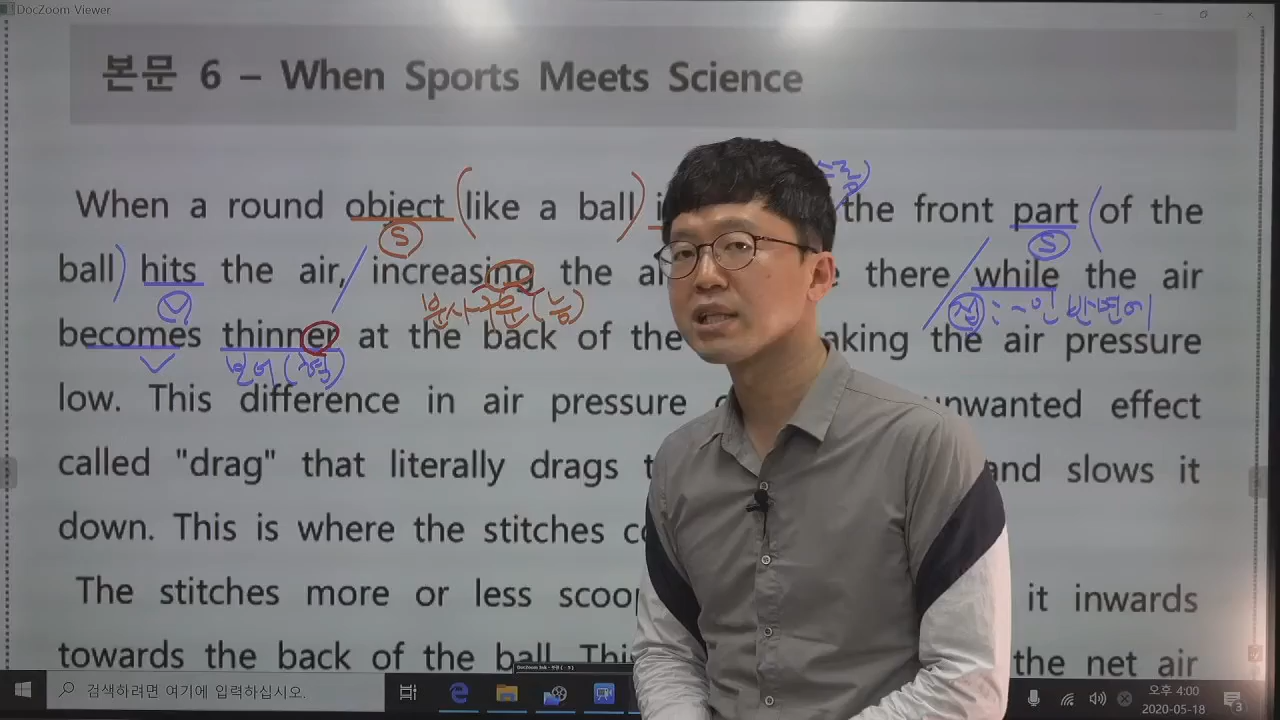 DocZoom Viewer
본문 6 – When Sports Meets Science
When a round object (like a ball) the front part (of the
S S
ball) hits the air, / increasing the there / while the air
V 분사구문(능) 접 : ~인 반면에
becomes thinner at the back of the aking the air pressure
V 보어(형)
low. This difference in air pressure unwanted effect
called "drag" that literally drags and slows it
down. This is where the stitches
The stitches more or less scoop it inwards
towards the back of the ball. the net air
검색하려면 여기에 입력하십시오.
오후 4:00
2020-05-18
3